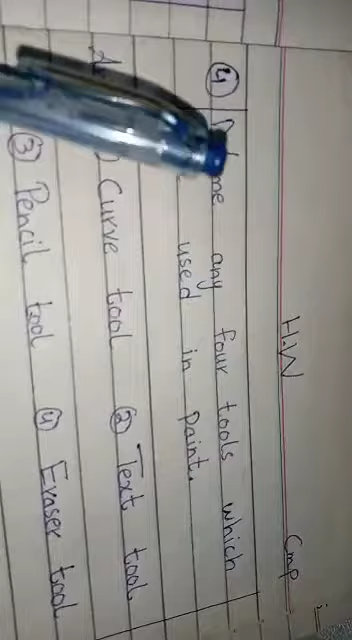 H.W Cmp
④ me any four tools which
used in Paint.
) Curve tool ② Text tool
③ Pencil tool ④ Eraser tool